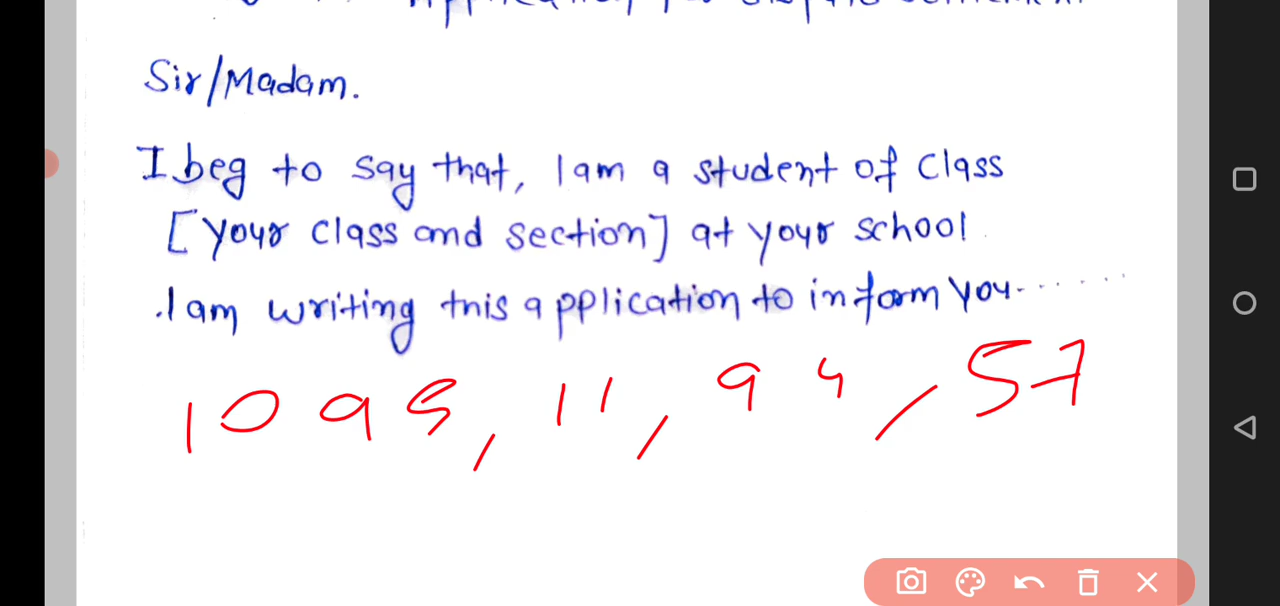 Sir/Madam.
I beg to say that, I am a student of Class
[Your class and section] at your school
.I am writing this application to inform you.......
1095, 11, 94, 57